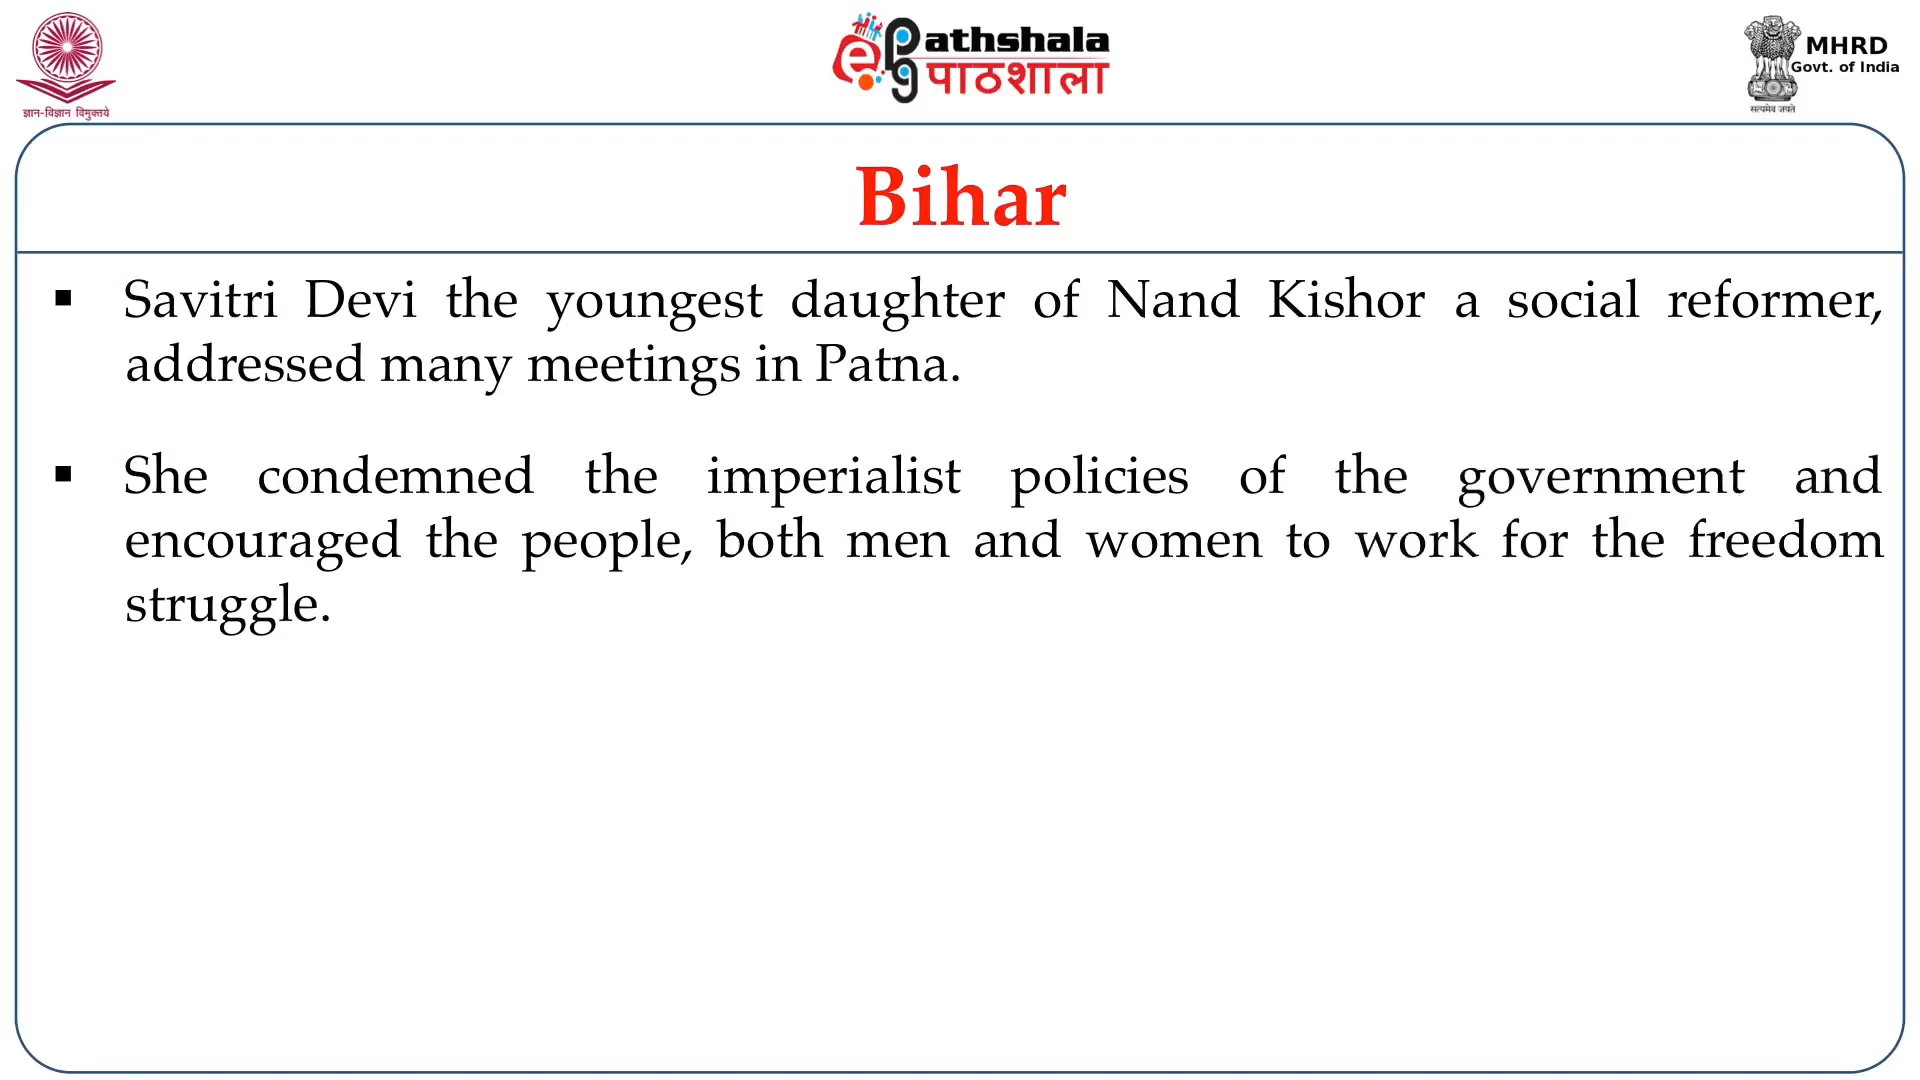 ज्ञान-विज्ञान विमुक्तये
e
Pathshala
pg पाठशाला
MHRD
Govt. of India
सत्यमेव जयते
Bihar
▪ Savitri Devi the youngest daughter of Nand Kishor a social reformer,
addressed many meetings in Patna.
▪ She condemned the imperialist policies of the government and
encouraged the people, both men and women to work for the freedom
struggle.